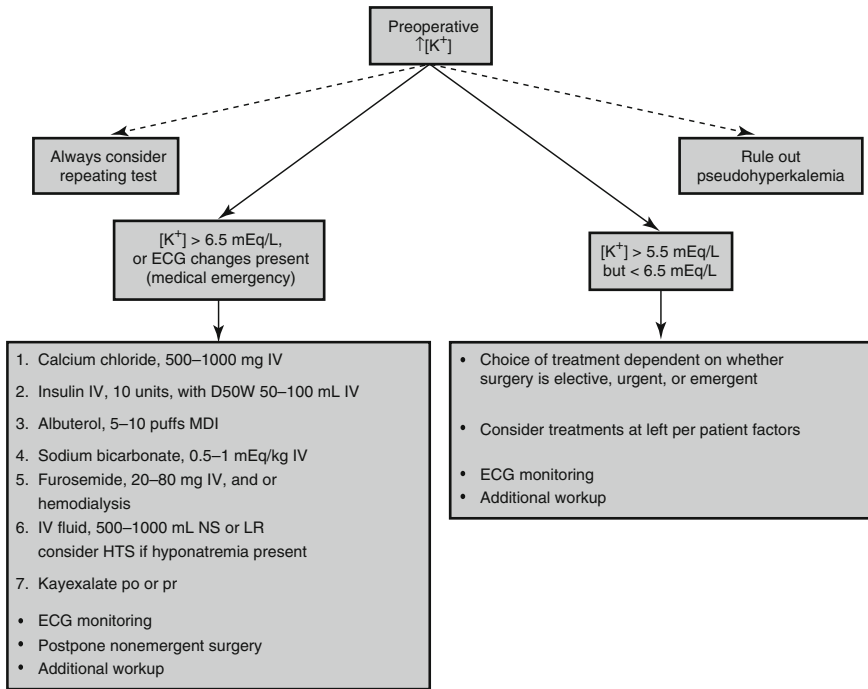 Preoperative
↑[K⁺]
Always consider
repeating test
Rule out
pseudohyperkalemia
[K⁺] > 6.5 mEq/L,
or ECG changes present
(medical emergency)
[K⁺] > 5.5 mEq/L
but < 6.5 mEq/L
1. Calcium chloride, 500–1000 mg IV
2. Insulin IV, 10 units, with D50W 50–100 mL IV
3. Albuterol, 5–10 puffs MDI
4. Sodium bicarbonate, 0.5–1 mEq/kg IV
5. Furosemide, 20–80 mg IV, and or
hemodialysis
6. IV fluid, 500–1000 mL NS or LR
consider HTS if hyponatremia present
7. Kayexalate po or pr
• ECG monitoring
• Postpone nonemergent surgery
• Additional workup
• Choice of treatment dependent on whether
surgery is elective, urgent, or emergent
• Consider treatments at left per patient factors
• ECG monitoring
• Additional workup